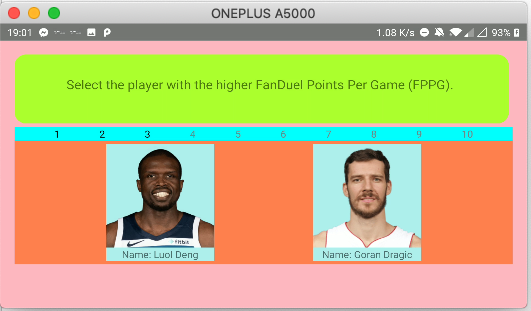 ONEPLUS A5000
19:01 1.08 K/s 93%
Select the player with the higher FanDuel Points Per Game (FPPG).
1 2 3 4 5 6 7 8 9 10
fitbit
Name: Luol Deng Name: Goran Dragic